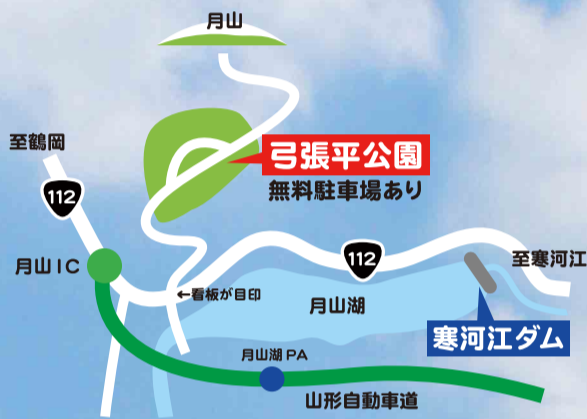 月山
至鶴岡
弓張平公園
無料駐車場あり
112
112
月山IC
至寒河江
←看板が目印
月山湖
寒河江ダム
月山湖PA
山形自動車道